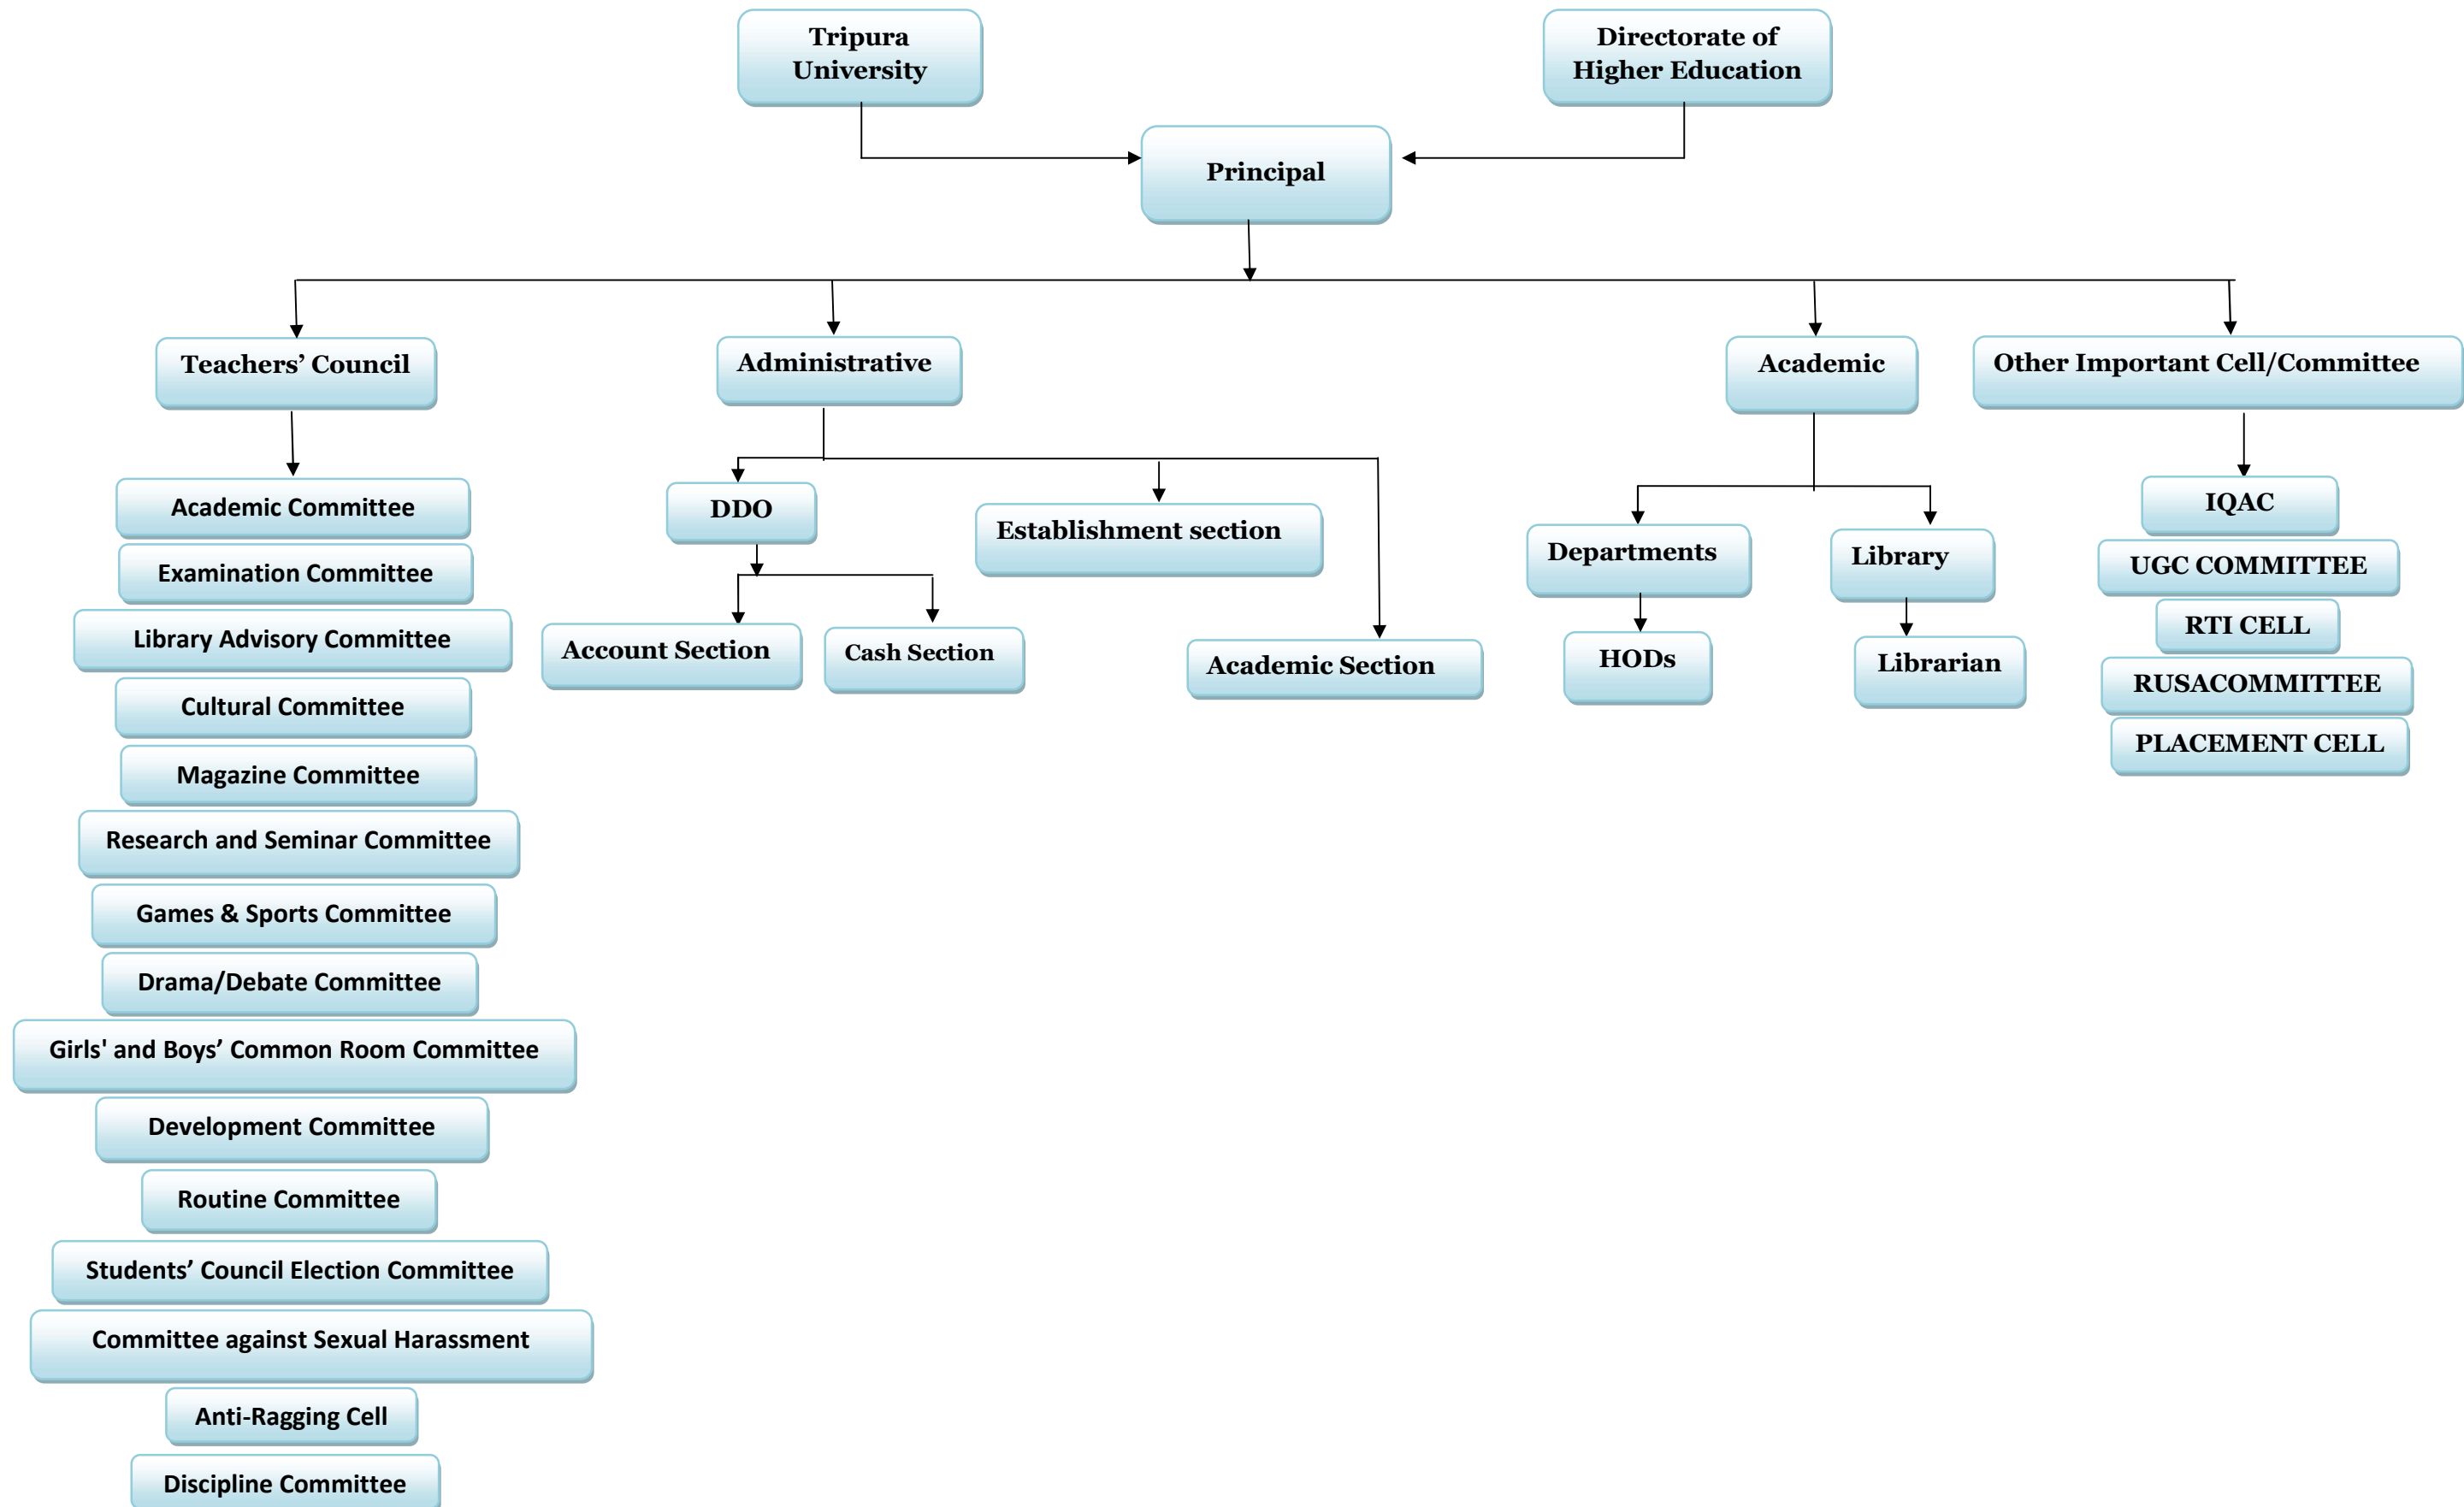 Tripura
University
Directorate of
Higher Education
Principal
Teachers’ Council
Administrative
Academic
Other Important Cell/Committee
Academic Committee
Examination Committee
Library Advisory Committee
Cultural Committee
Magazine Committee
Research and Seminar Committee
Games & Sports Committee
Drama/Debate Committee
Girls' and Boys’ Common Room Committee
Development Committee
Routine Committee
Students’ Council Election Committee
Committee against Sexual Harassment
Anti-Ragging Cell
Discipline Committee
DDO
Establishment section
Account Section
Cash Section
Academic Section
Departments
Library
HODs
Librarian
IQAC
UGC COMMITTEE
RTI CELL
RUSACOMMITTEE
PLACEMENT CELL